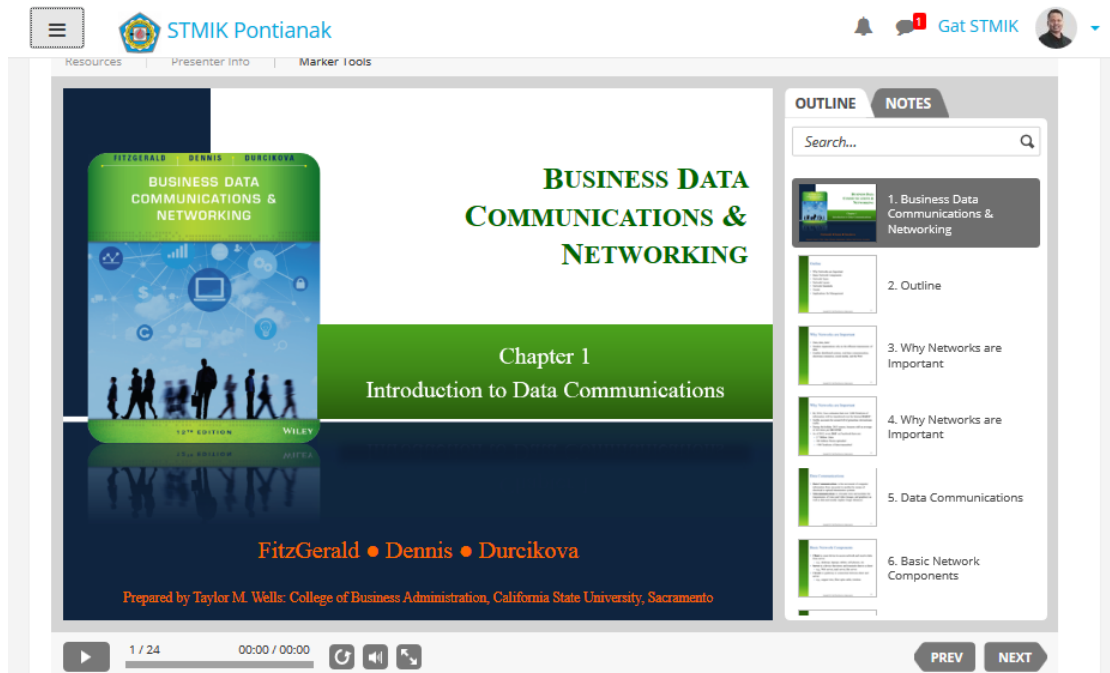 STMIK Pontianak
1
Gat STMIK
Resources
Presenter Info
Marker Tools
FITZGERALD DENNIS DURCIKOVA
BUSINESS DATA
COMMUNICATIONS &
NETWORKING
12TH EDITION
WILEY
BUSINESS DATA
COMMUNICATIONS &
NETWORKING
Chapter 1
Introduction to Data Communications
FitzGerald ● Dennis ● Durcikova
Prepared by Taylor M. Wells: College of Business Administration, California State University, Sacramento
OUTLINE
NOTES
Search...
1. Business Data
Communications &
Networking
2. Outline
3. Why Networks are
Important
4. Why Networks are
Important
5. Data Communications
6. Basic Network
Components
1 / 24
00:00 / 00:00
PREV
NEXT